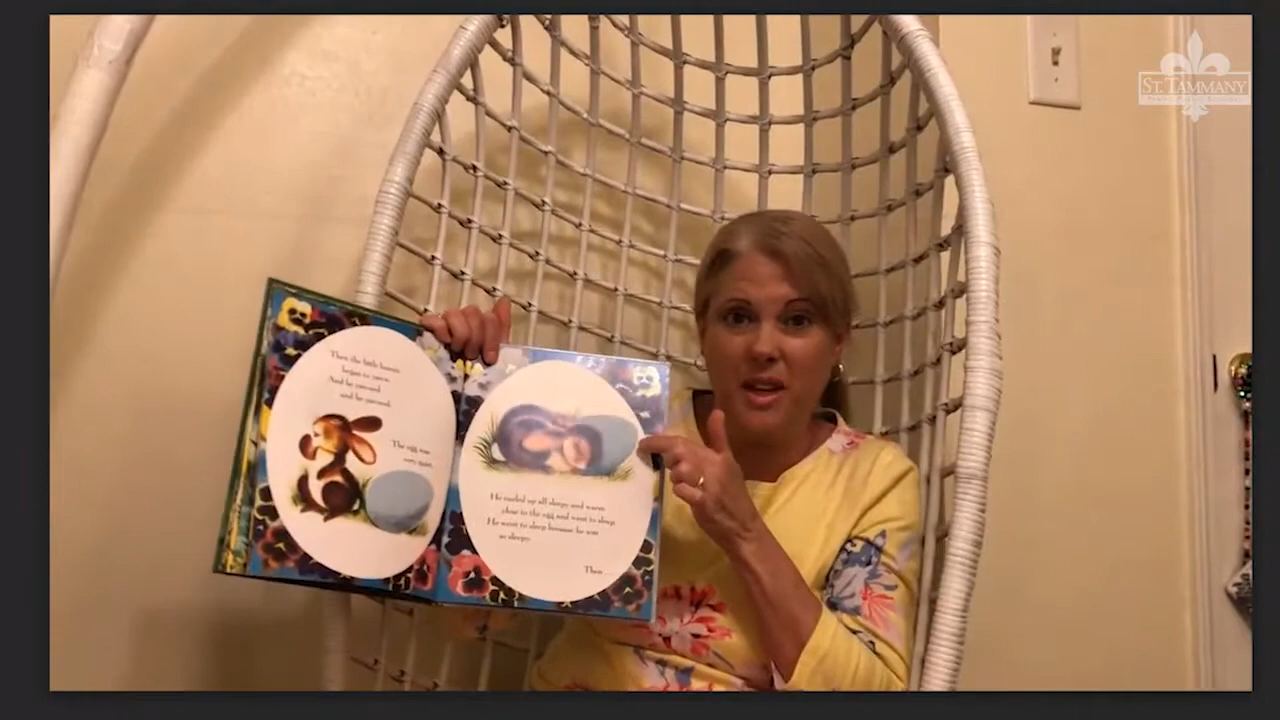 ST. TAMMANY
Then the little bunny
began to yawn.
And he yawned
and he yawned.
The egg was
very quiet.
He curled up all sleepy and warm
close to the egg and went to sleep.
He went to sleep because he was
so sleepy.
Then